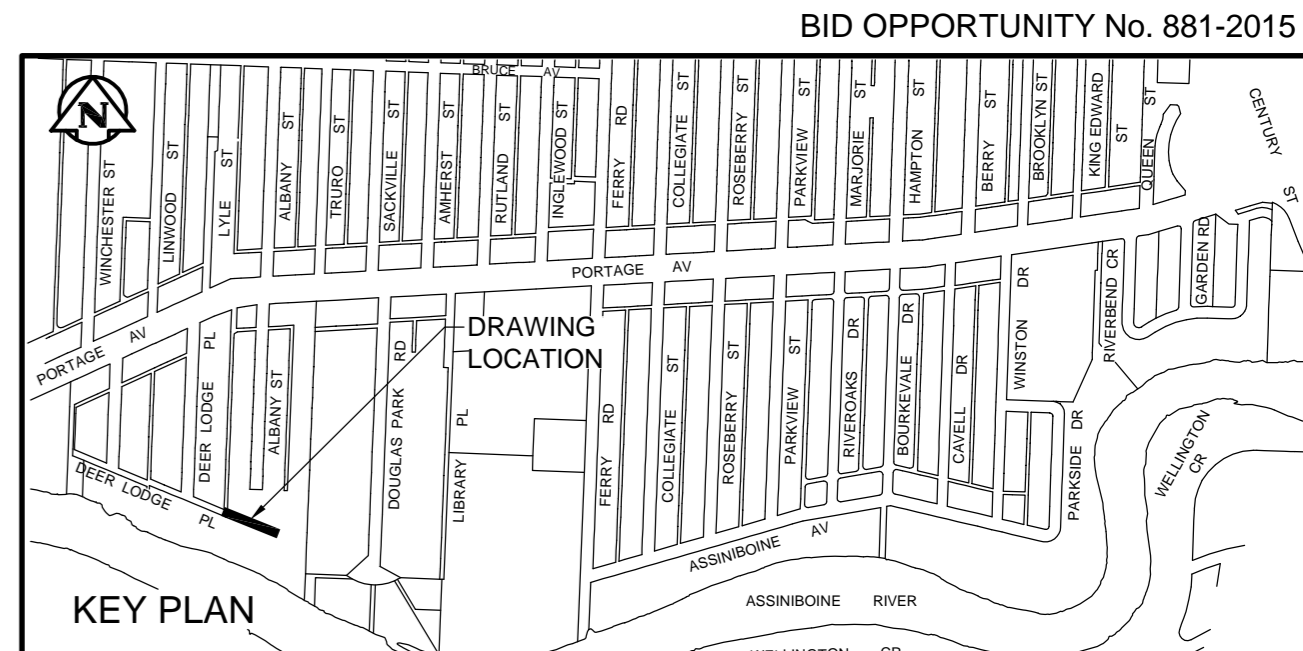 BID OPPORTUNITY No. 881-2015
N
BRUCE AV
WINCHESTER ST
LINWOOD ST
LYLE ST
ALBANY ST
TRURO ST
SACKVILLE ST
AMHERST ST
RUTLAND ST
INGLEWOOD ST
FERRY RD
COLLEGIATE ST
ROSEBERRY ST
PARKVIEW ST
MARJORIE ST
HAMPTON ST
BERRY ST
BROOKLYN ST
KING EDWARD ST
QUEEN ST
CENTURY ST
PORTAGE AV
PORTAGE AV
DRAWING
LOCATION
DEER LODGE PL
ALBANY ST
DOUGLAS PARK RD
LIBRARY PL
FERRY RD
COLLEGIATE ST
ROSEBERRY ST
PARKVIEW ST
RIVEROAKS DR
BOURKEVALE DR
CAVELL DR
WINSTON DR
PARKSIDE DR
RIVERBEND CR
GARDEN RD
WELLINGTON CR
DEER LODGE PL
ASSINIBOINE AV
ASSINIBOINE RIVER
KEY PLAN
WELLINGTON CR